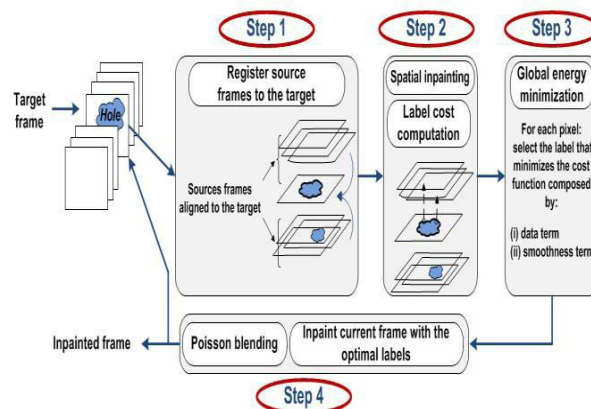 Step 1
Step 2
Step 3
Register source
frames to the target
Spatial inpainting
Label cost
computation
Global energy
minimization
Target
frame
Hole
Sources frames
aligned to the target
For each pixel:
select the label that
minimizes the cost
function composed
by:
(i) data term
(ii) smoothness term
Inpainted frame
Poisson blending
Inpaint current frame with the
optimal labels
Step 4